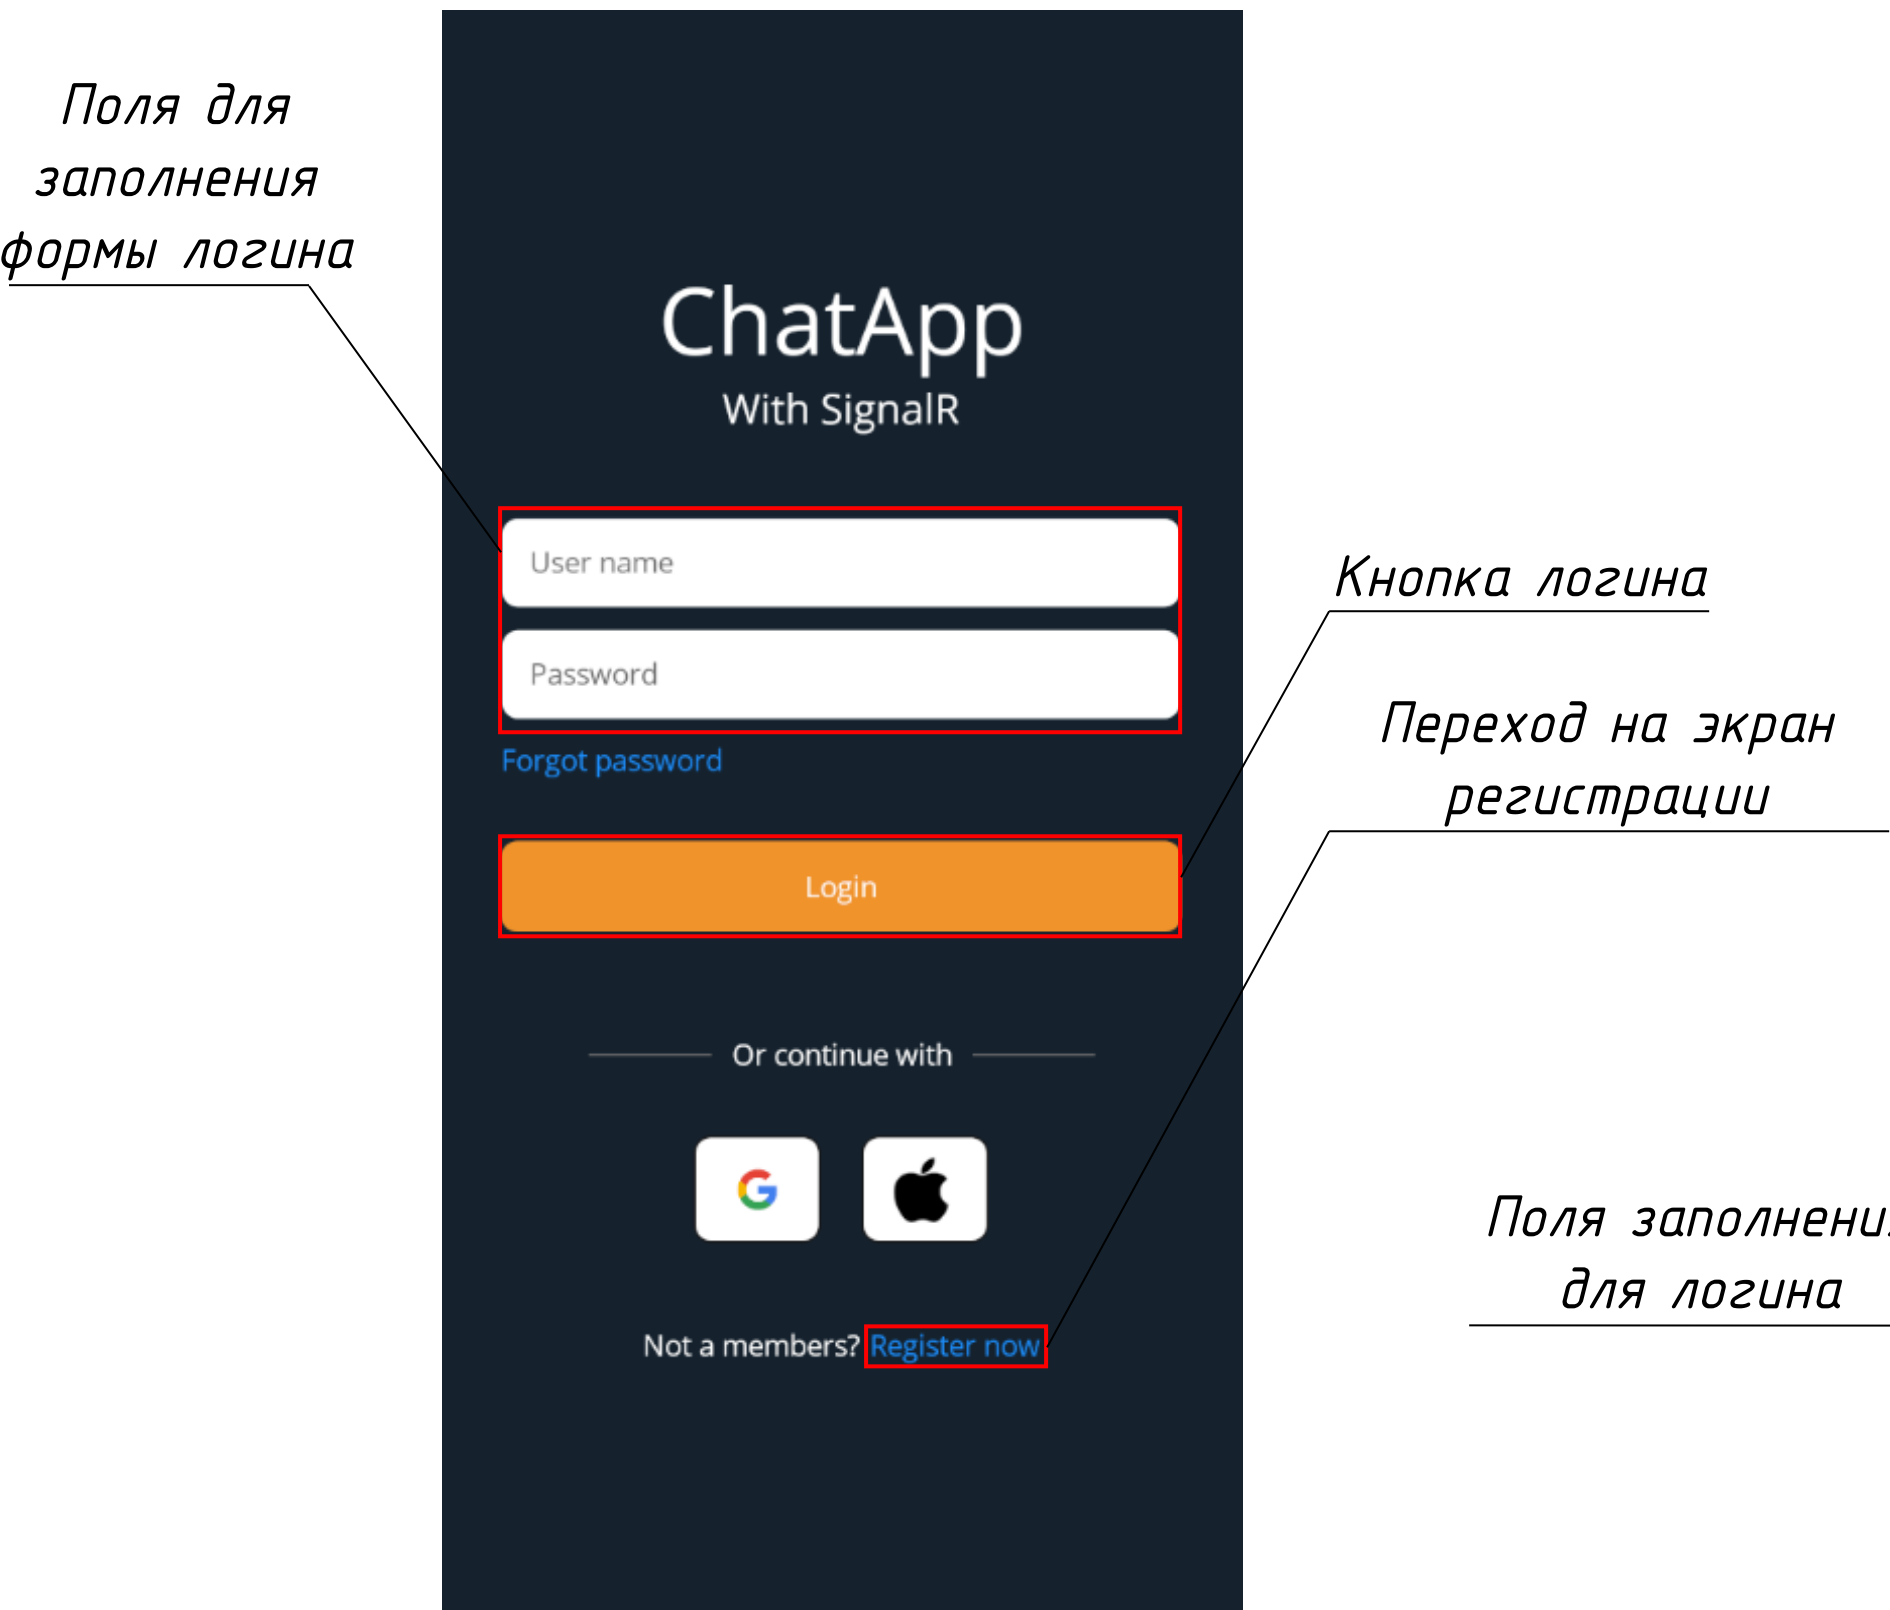 Поля для
заполнения
формы логина
ChatApp
With SignalR
User name
Password
Forgot password
Login
Or continue with
Not a members? Register now
Кнопка логина
Переход на экран
регистрации
Поля
для логина